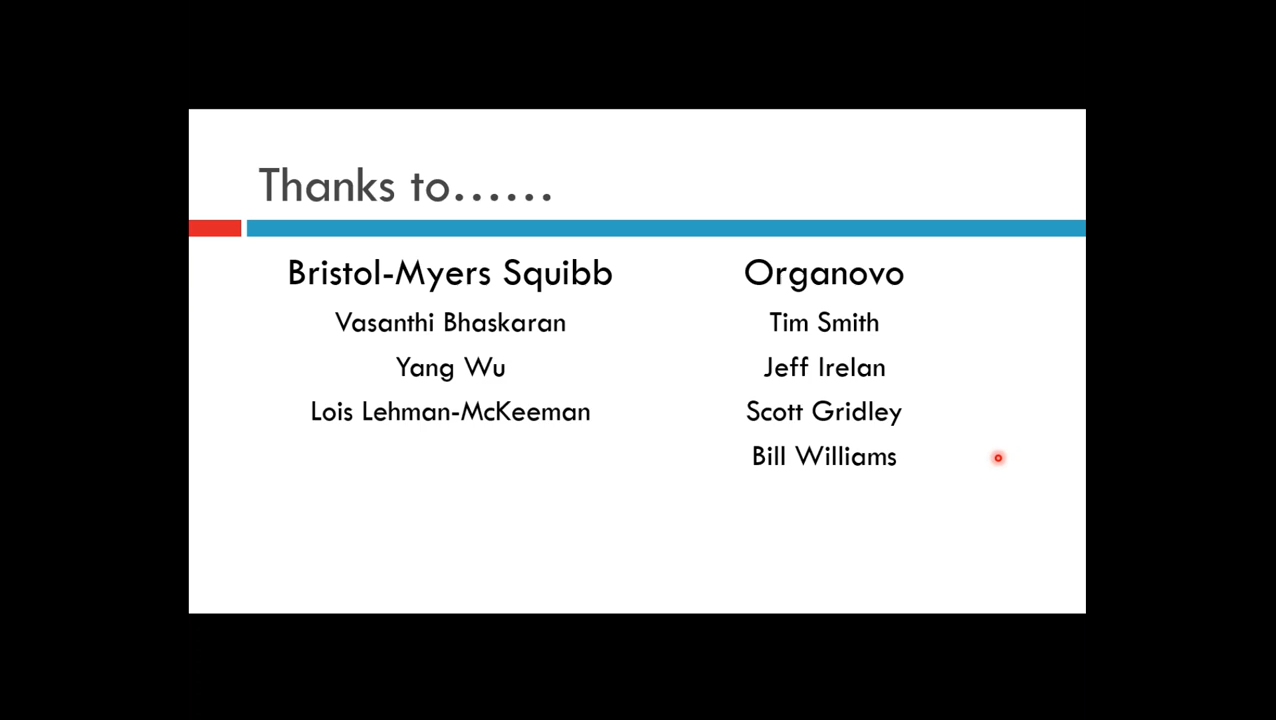 Thanks to......
Bristol-Myers Squibb
Vasanthi Bhaskaran
Yang Wu
Lois Lehman-McKeeman
Organovo
Tim Smith
Jeff Irelan
Scott Gridley
Bill Williams